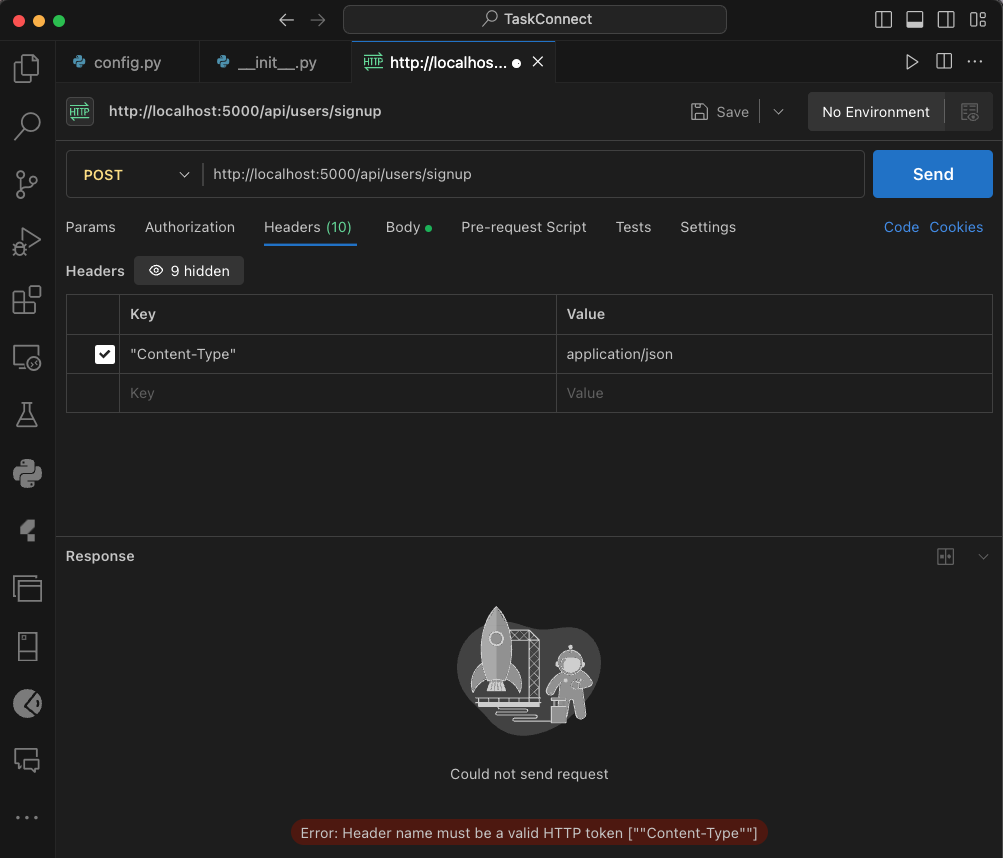 TaskConnect
config.py
__init__.py
HTTP http://localhos...
HTTP http://localhost:5000/api/users/signup
Save
No Environment
POST
http://localhost:5000/api/users/signup
Send
Params Authorization Headers (10) Body Pre-request Script Tests Settings Code Cookies
Headers 9 hidden
Key Value
"Content-Type" application/json
Key Value
Response
Could not send request
Error: Header name must be a valid HTTP token [""Content-Type""]